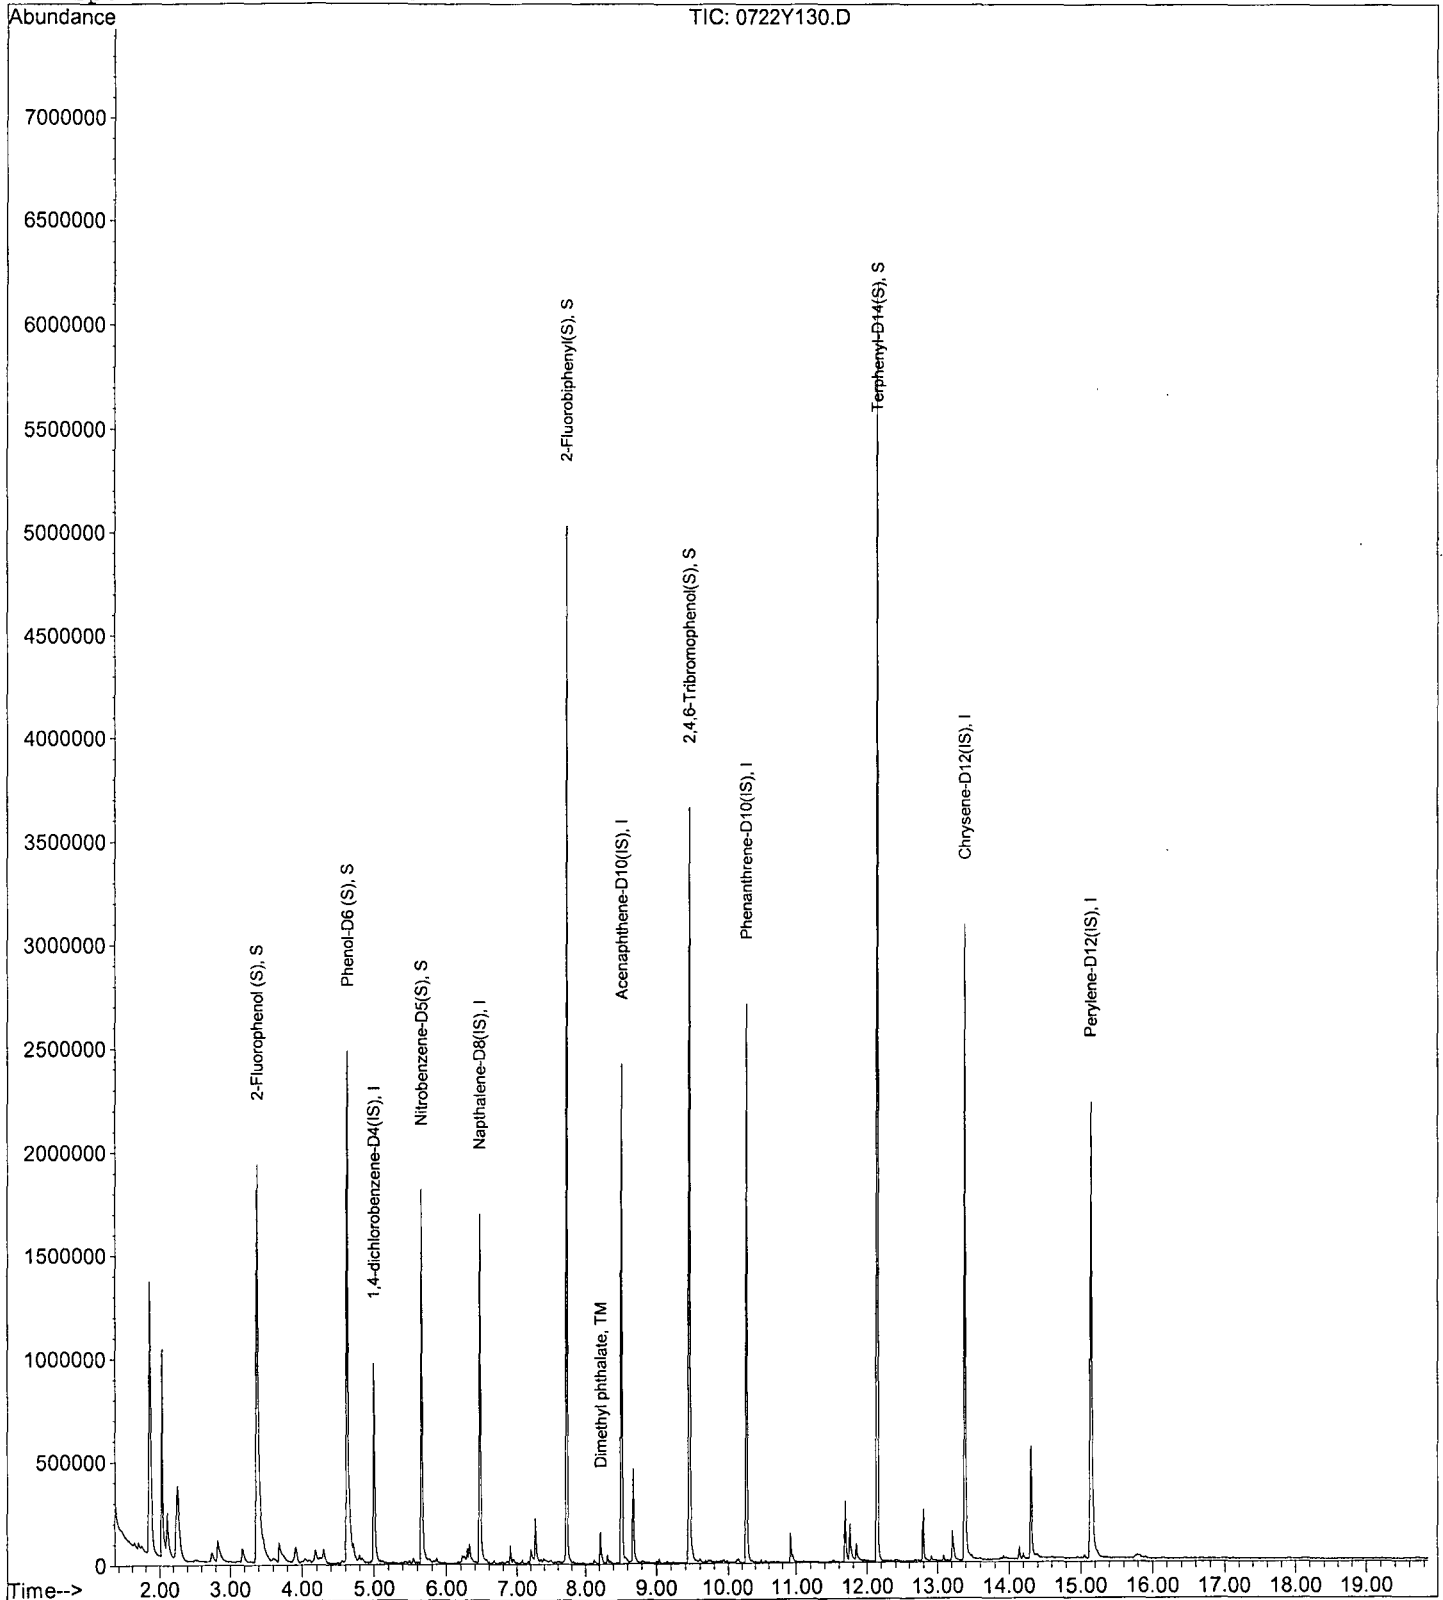 Abundance
TIC: 0722Y130.D
7000000
6500000
6000000
5500000
5000000
4500000
4000000
3500000
3000000
2500000
2000000
1500000
1000000
500000
0
2-Fluorophenol (S), S
Phenol-D6 (S), S
1,4-dichlorobenzene-D4(IS), I
Nitrobenzene-D5(S), S
Napthalene-D8(IS), I
2-Fluorobiphenyl(S), S
Dimethyl phthalate, TM
Acenaphthene-D10(IS), I
2,4,6-Tribromophenol(S), S
Phenanthrene-D10(IS), I
Terphenyl-D14(S), S
Chrysene-D12(IS), I
Perylene-D12(IS), I
Time-->
2.00 3.00 4.00 5.00 6.00 7.00 8.00 9.00 10.00 11.00 12.00 13.00 14.00 15.00 16.00 17.00 18.00 19.00